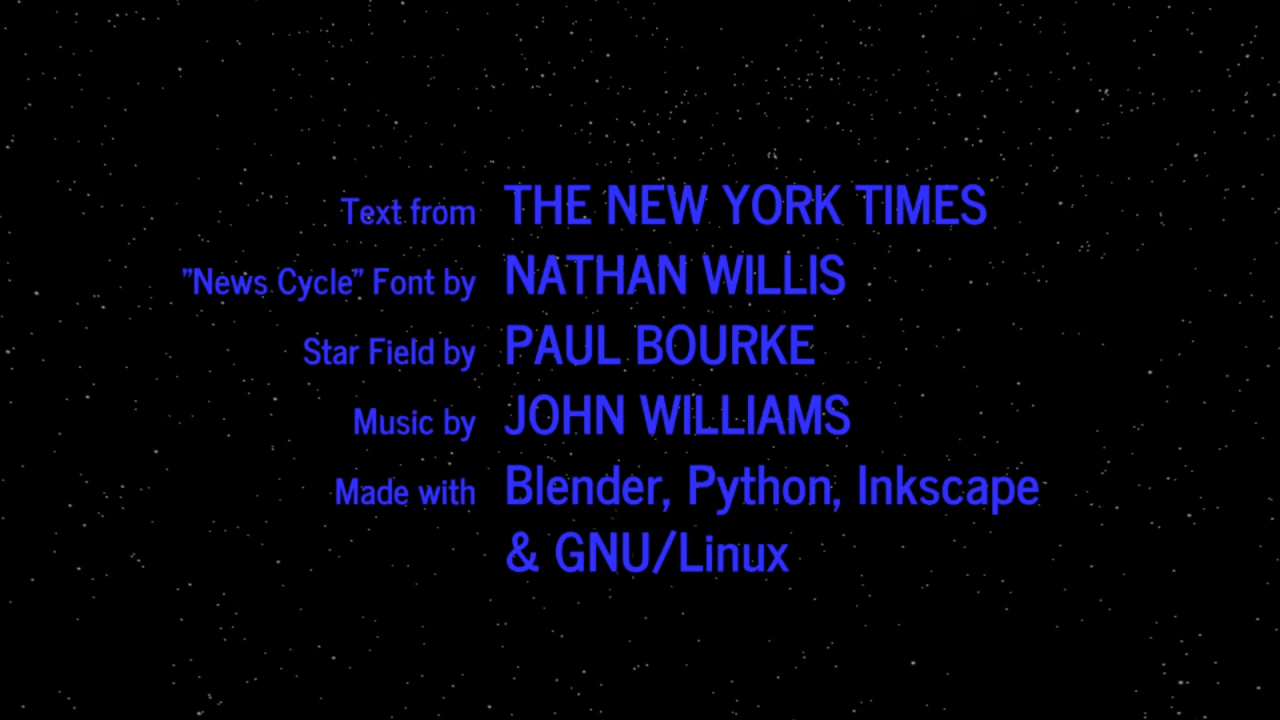 Text from THE NEW YORK TIMES
"News Cycle" Font by NATHAN WILLIS
Star Field by PAUL BOURKE
Music by JOHN WILLIAMS
Made with Blender, Python, Inkscape
& GNU/Linux